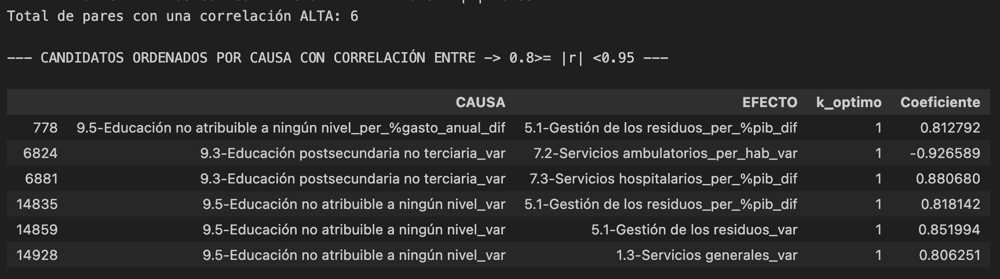 Total de pares con una correlación ALTA: 6
--- CANDIDATOS ORDENADOS POR CAUSA CON CORRELACIÓN ENTRE -> 0.8>= |r| <0.95 ---
CAUSA EFECTO k_optimo Coeficiente
778 9.5-Educación no atribuible a ningún nivel_per_%gasto_anual_dif 5.1-Gestión de los residuos_per_%pib_dif 1 0.812792
6824 9.3-Educación postsecundaria no terciaria_var 7.2-Servicios ambulatorios_per_hab_var 1 -0.926589
6881 9.3-Educación postsecundaria no terciaria_var 7.3-Servicios hospitalarios_per_%pib_dif 1 0.880680
14835 9.5-Educación no atribuible a ningún nivel_var 5.1-Gestión de los residuos_per_%pib_dif 1 0.818142
14859 9.5-Educación no atribuible a ningún nivel_var 5.1-Gestión de los residuos_var 1 0.851994
14928 9.5-Educación no atribuible a ningún nivel_var 1.3-Servicios generales_var 1 0.806251